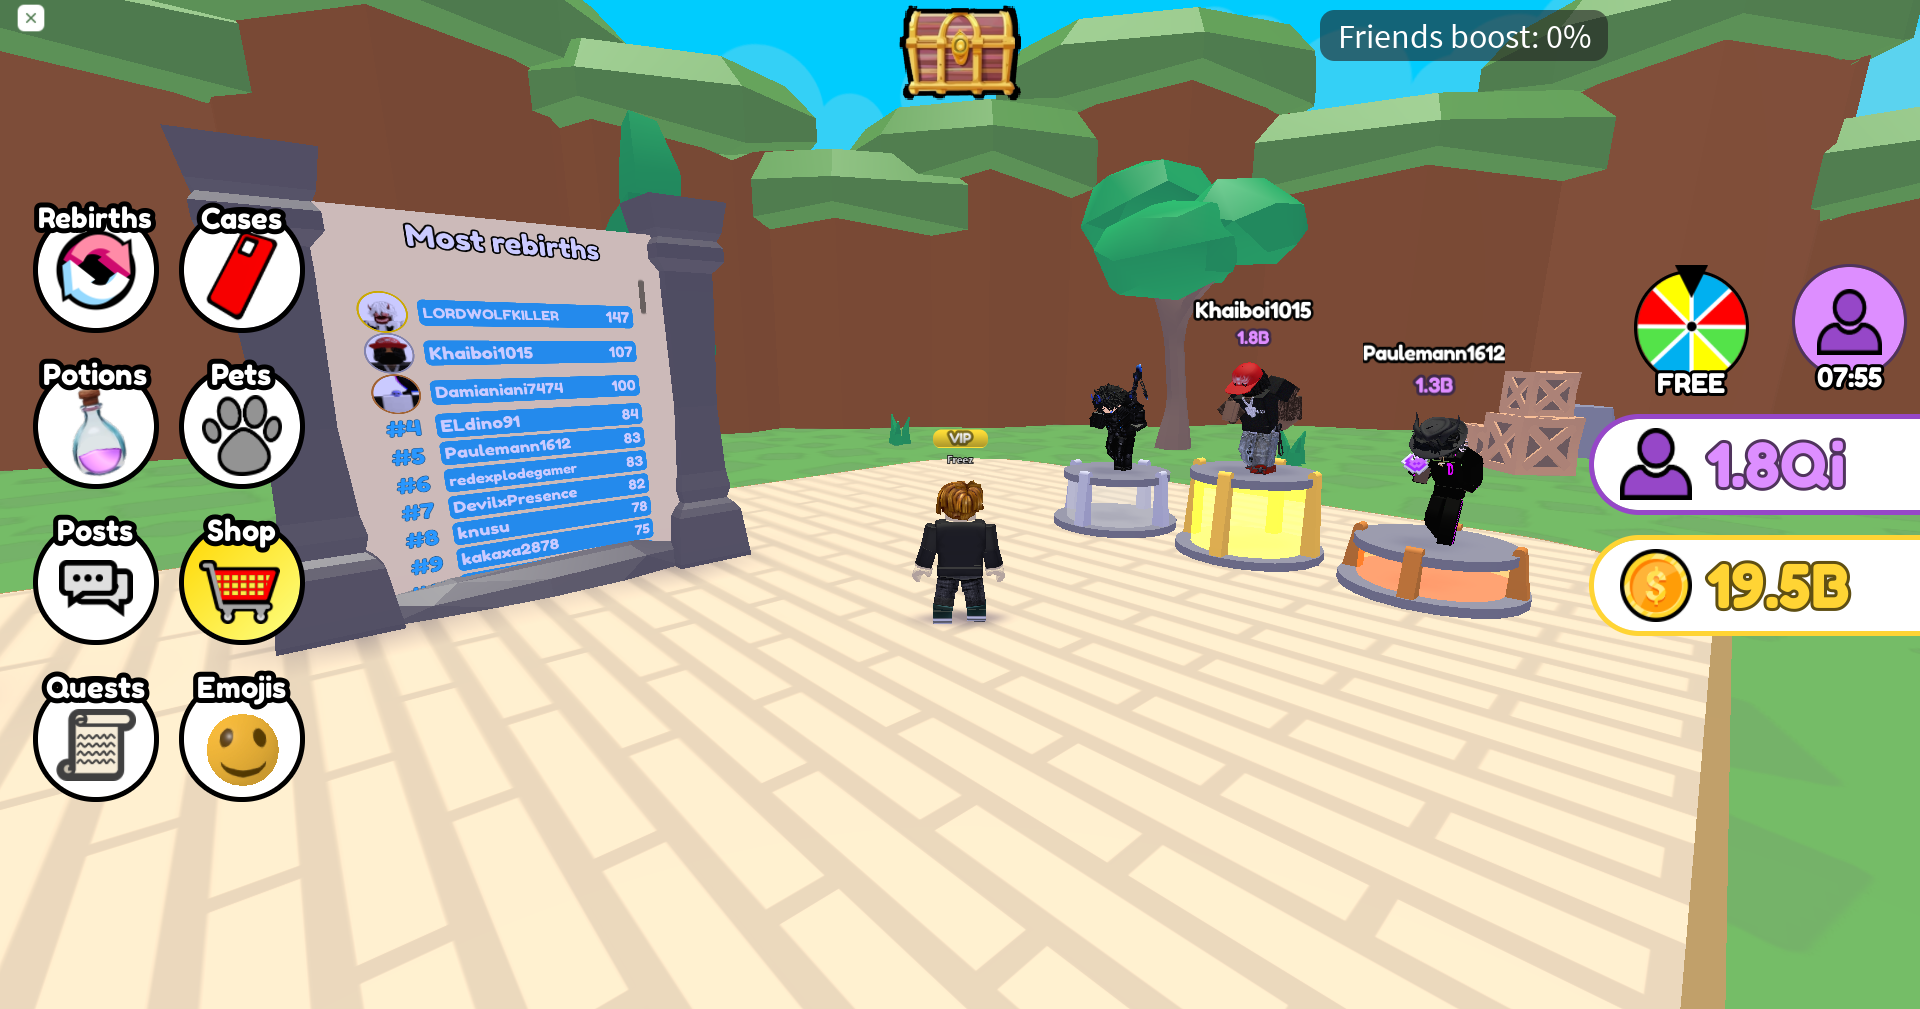 Friends boost: 0%
Rebirths
Cases
Potions
Pets
Posts
Shop
Quests
Emojis
Most rebirths
LORDWOLFKILLER 147
Khaiboi1015 107
Damianiani7474 100
#4 ELdino91 84
#5 Paulemann1612 83
#6 redexplodegamer 83
#7 DevilxPresence 82
#8 knusu 78
#9 kakaxa2878 75
VIP
Freez
Khaiboi1015
1.8B
Paulemann1612
1.3B
D
FREE
07:55
1.8Qi
$ 19.5B